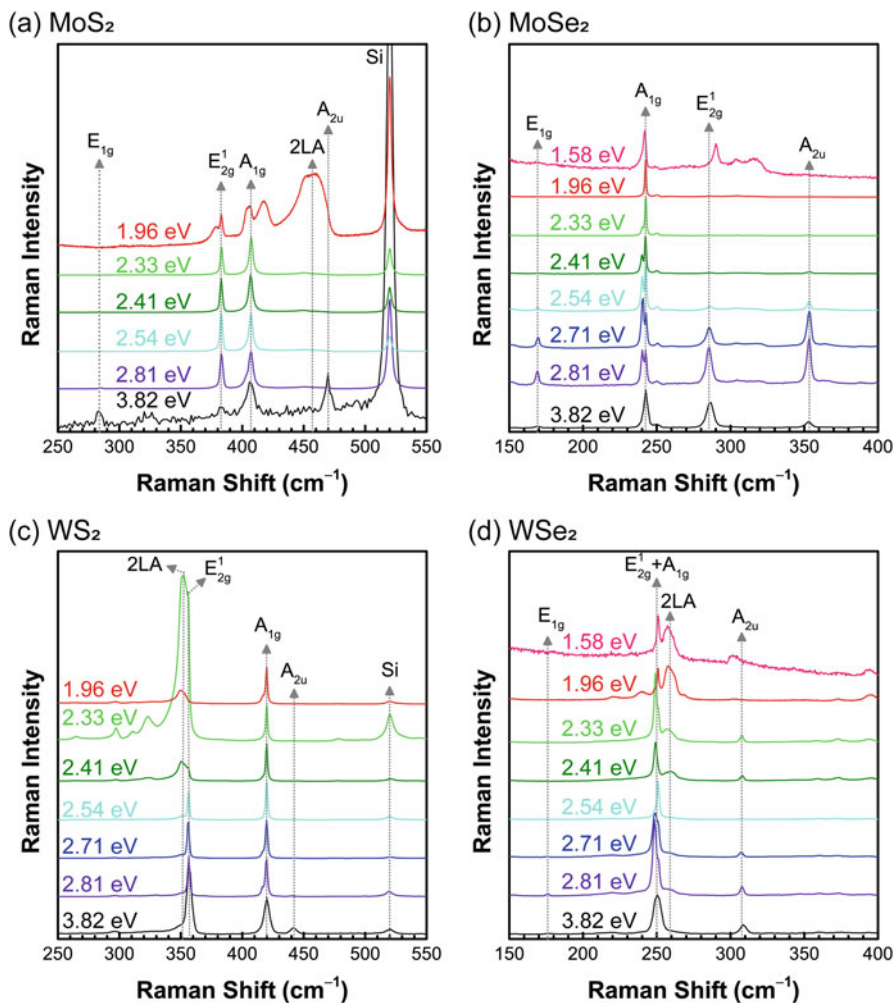 (a) MoS₂
Si
A₂ᵤ
E₁g
E¹₂g A₁g 2LA
1.96 eV
2.33 eV
2.41 eV
2.54 eV
2.81 eV
3.82 eV
Raman Intensity
250 300 350 400 450 500 550
Raman Shift (cm⁻¹)
(b) MoSe₂
A₁g
E¹₂g
E₁g
A₂ᵤ
1.58 eV
1.96 eV
2.33 eV
2.41 eV
2.54 eV
2.71 eV
2.81 eV
3.82 eV
Raman Intensity
150 200 250 300 350 400
Raman Shift (cm⁻¹)
(c) WS₂
2LA
E¹₂g
A₁g
A₂ᵤ
Si
1.96 eV
2.33 eV
2.41 eV
2.54 eV
2.71 eV
2.81 eV
3.82 eV
Raman Intensity
250 300 350 400 450 500 550
Raman Shift (cm⁻¹)
(d) WSe₂
E¹₂g+A₁g
2LA
E₁g
A₂ᵤ
1.58 eV
1.96 eV
2.33 eV
2.41 eV
2.54 eV
2.71 eV
2.81 eV
3.82 eV
Raman Intensity
150 200 250 300 350 400
Raman Shift (cm⁻¹)